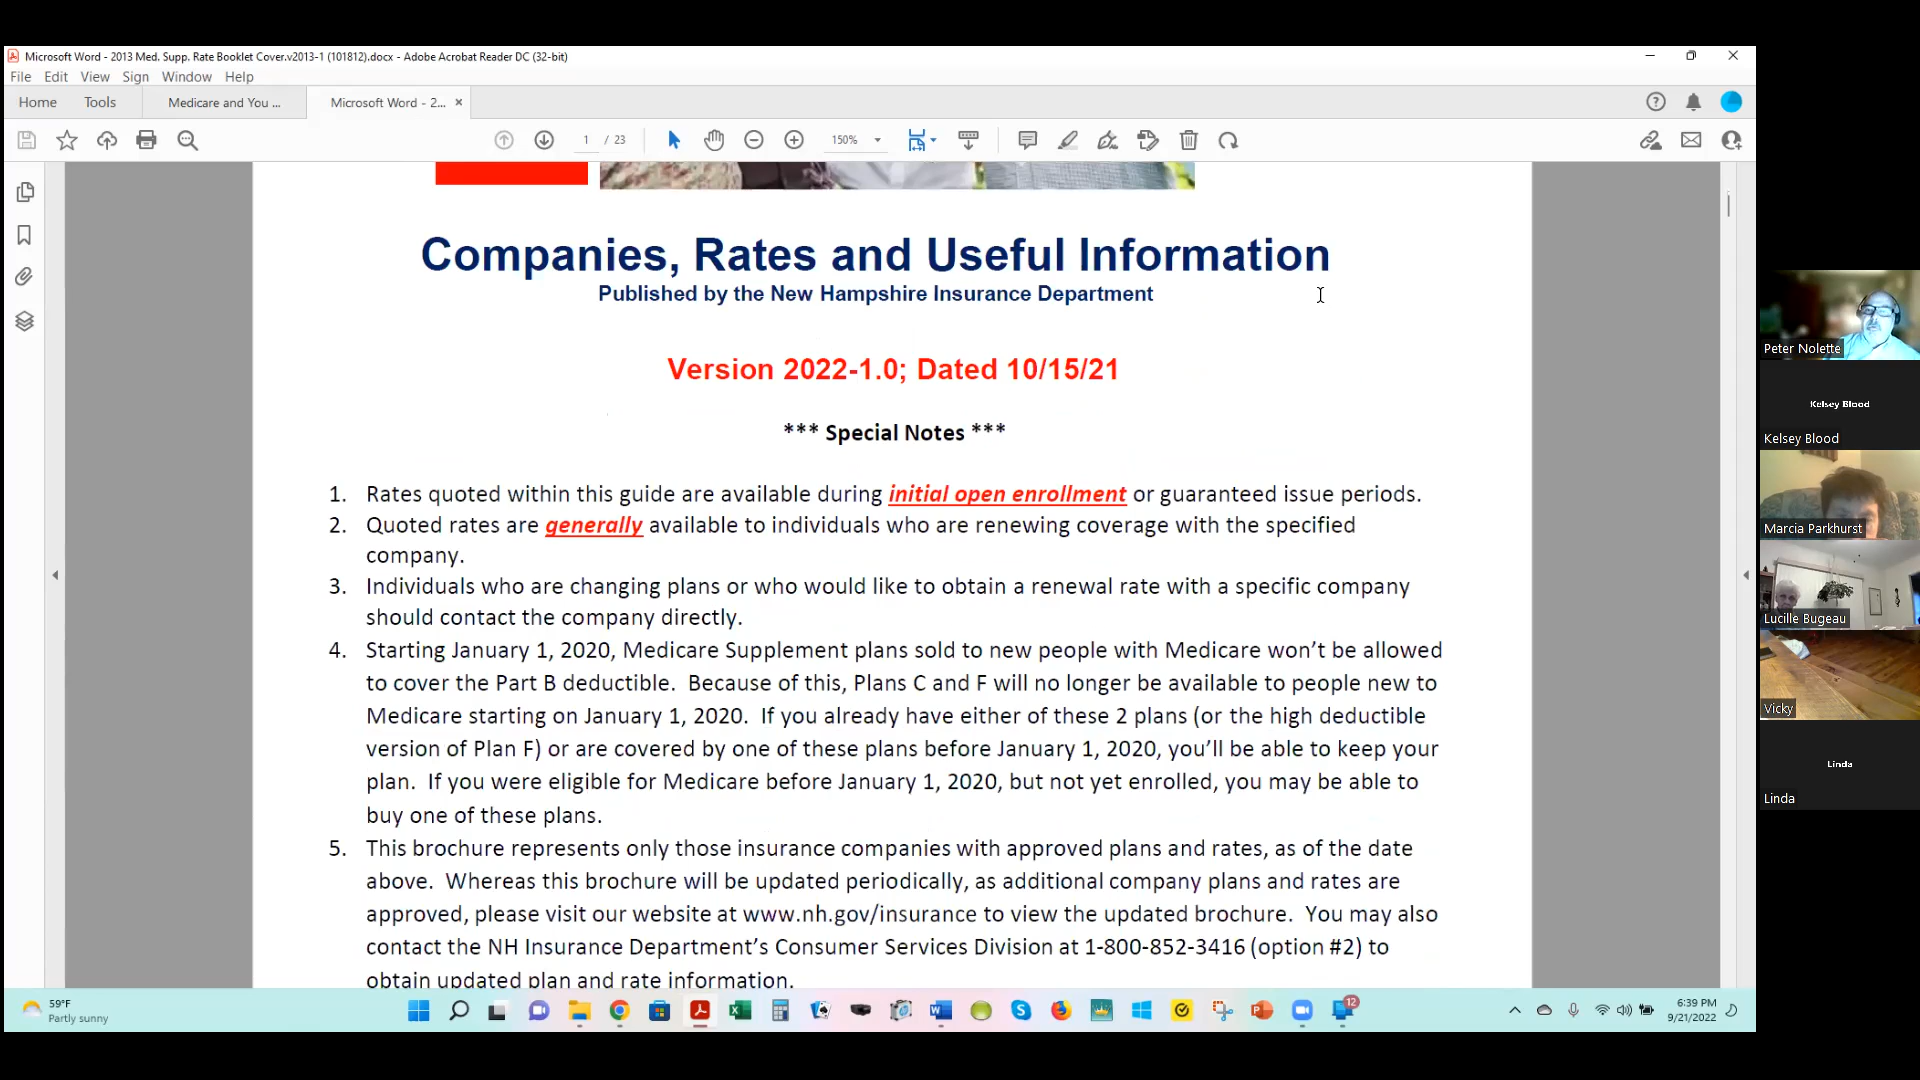 Microsoft Word - 2013 Med. Supp. Rate Booklet Cover.v2013-1 (101812).docx - Adobe Acrobat Reader DC (32-bit)
File Edit View Sign Window Help
Home Tools Medicare and You ... Microsoft Word - 2... ×
1 / 23 150%
Companies, Rates and Useful Information
Published by the New Hampshire Insurance Department
Version 2022-1.0; Dated 10/15/21
*** Special Notes ***
1. Rates quoted within this guide are available during initial open enrollment or guaranteed issue periods.
2. Quoted rates are generally available to individuals who are renewing coverage with the specified
company.
3. Individuals who are changing plans or who would like to obtain a renewal rate with a specific company
should contact the company directly.
4. Starting January 1, 2020, Medicare Supplement plans sold to new people with Medicare won’t be allowed
to cover the Part B deductible. Because of this, Plans C and F will no longer be available to people new to
Medicare starting on January 1, 2020. If you already have either of these 2 plans (or the high deductible
version of Plan F) or are covered by one of these plans before January 1, 2020, you’ll be able to keep your
plan. If you were eligible for Medicare before January 1, 2020, but not yet enrolled, you may be able to
buy one of these plans.
5. This brochure represents only those insurance companies with approved plans and rates, as of the date
above. Whereas this brochure will be updated periodically, as additional company plans and rates are
approved, please visit our website at www.nh.gov/insurance to view the updated brochure. You may also
contact the NH Insurance Department’s Consumer Services Division at 1-800-852-3416 (option #2) to
obtain updated plan and rate information.
Peter Nolette
Kelsey Blood
Kelsey Blood
Marcia Parkhurst
Lucille Bugeau
Vicky
Linda
Linda
59°F
Partly sunny
12
6:39 PM
9/21/2022